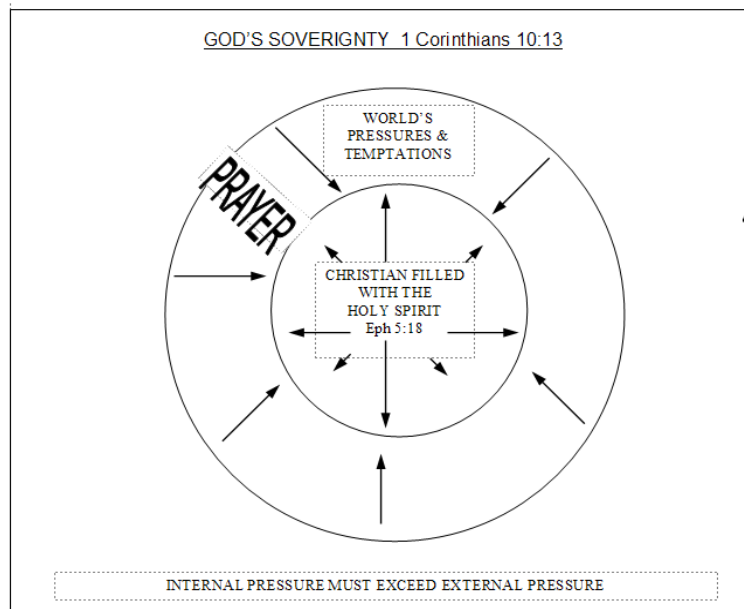 GOD'S SOVERIGNTY 1 Corinthians 10:13
WORLD'S
PRESSURES &
TEMPTATIONS
PRAYER
CHRISTIAN FILLED
WITH THE
HOLY SPIRIT
Eph 5:18
INTERNAL PRESSURE MUST EXCEED EXTERNAL PRESSURE